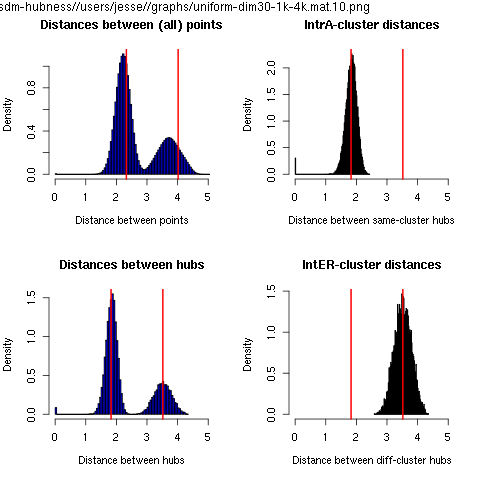 sdm-hubness//users/jesse//graphs/uniform-dim30-1k-4k.mat.10.png
Distances between (all) points
Density
0.0 0.4 0.8
0 1 2 3 4 5
Distance between points
IntrA-cluster distances
Density
0.0 0.5 1.0 1.5 2.0
0 1 2 3 4 5
Distance between same-cluster hubs
Distances between hubs
Density
0.0 0.5 1.0 1.5
0 1 2 3 4 5
Distance between hubs
IntER-cluster distances
Density
0.0 0.5 1.0 1.5
0 1 2 3 4 5
Distance between diff-cluster hubs